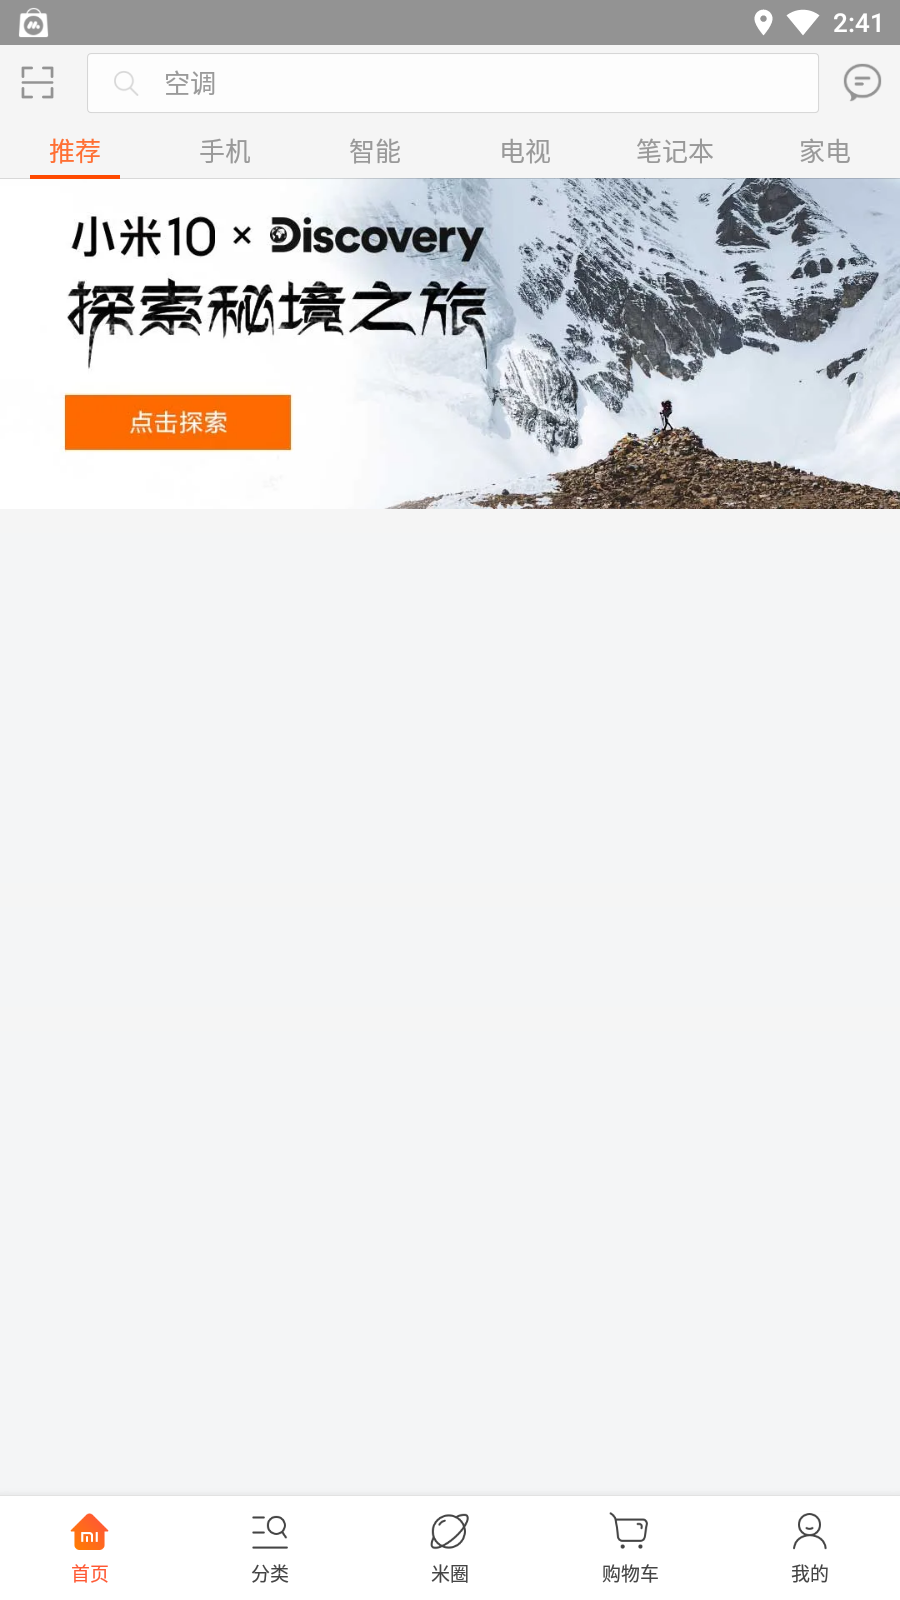 2:41
空调
推荐 手机 智能 电视 笔记本 家电
小米10 × Discovery
探索秘境之旅
点击探索
首页 分类 米圈 购物车 我的